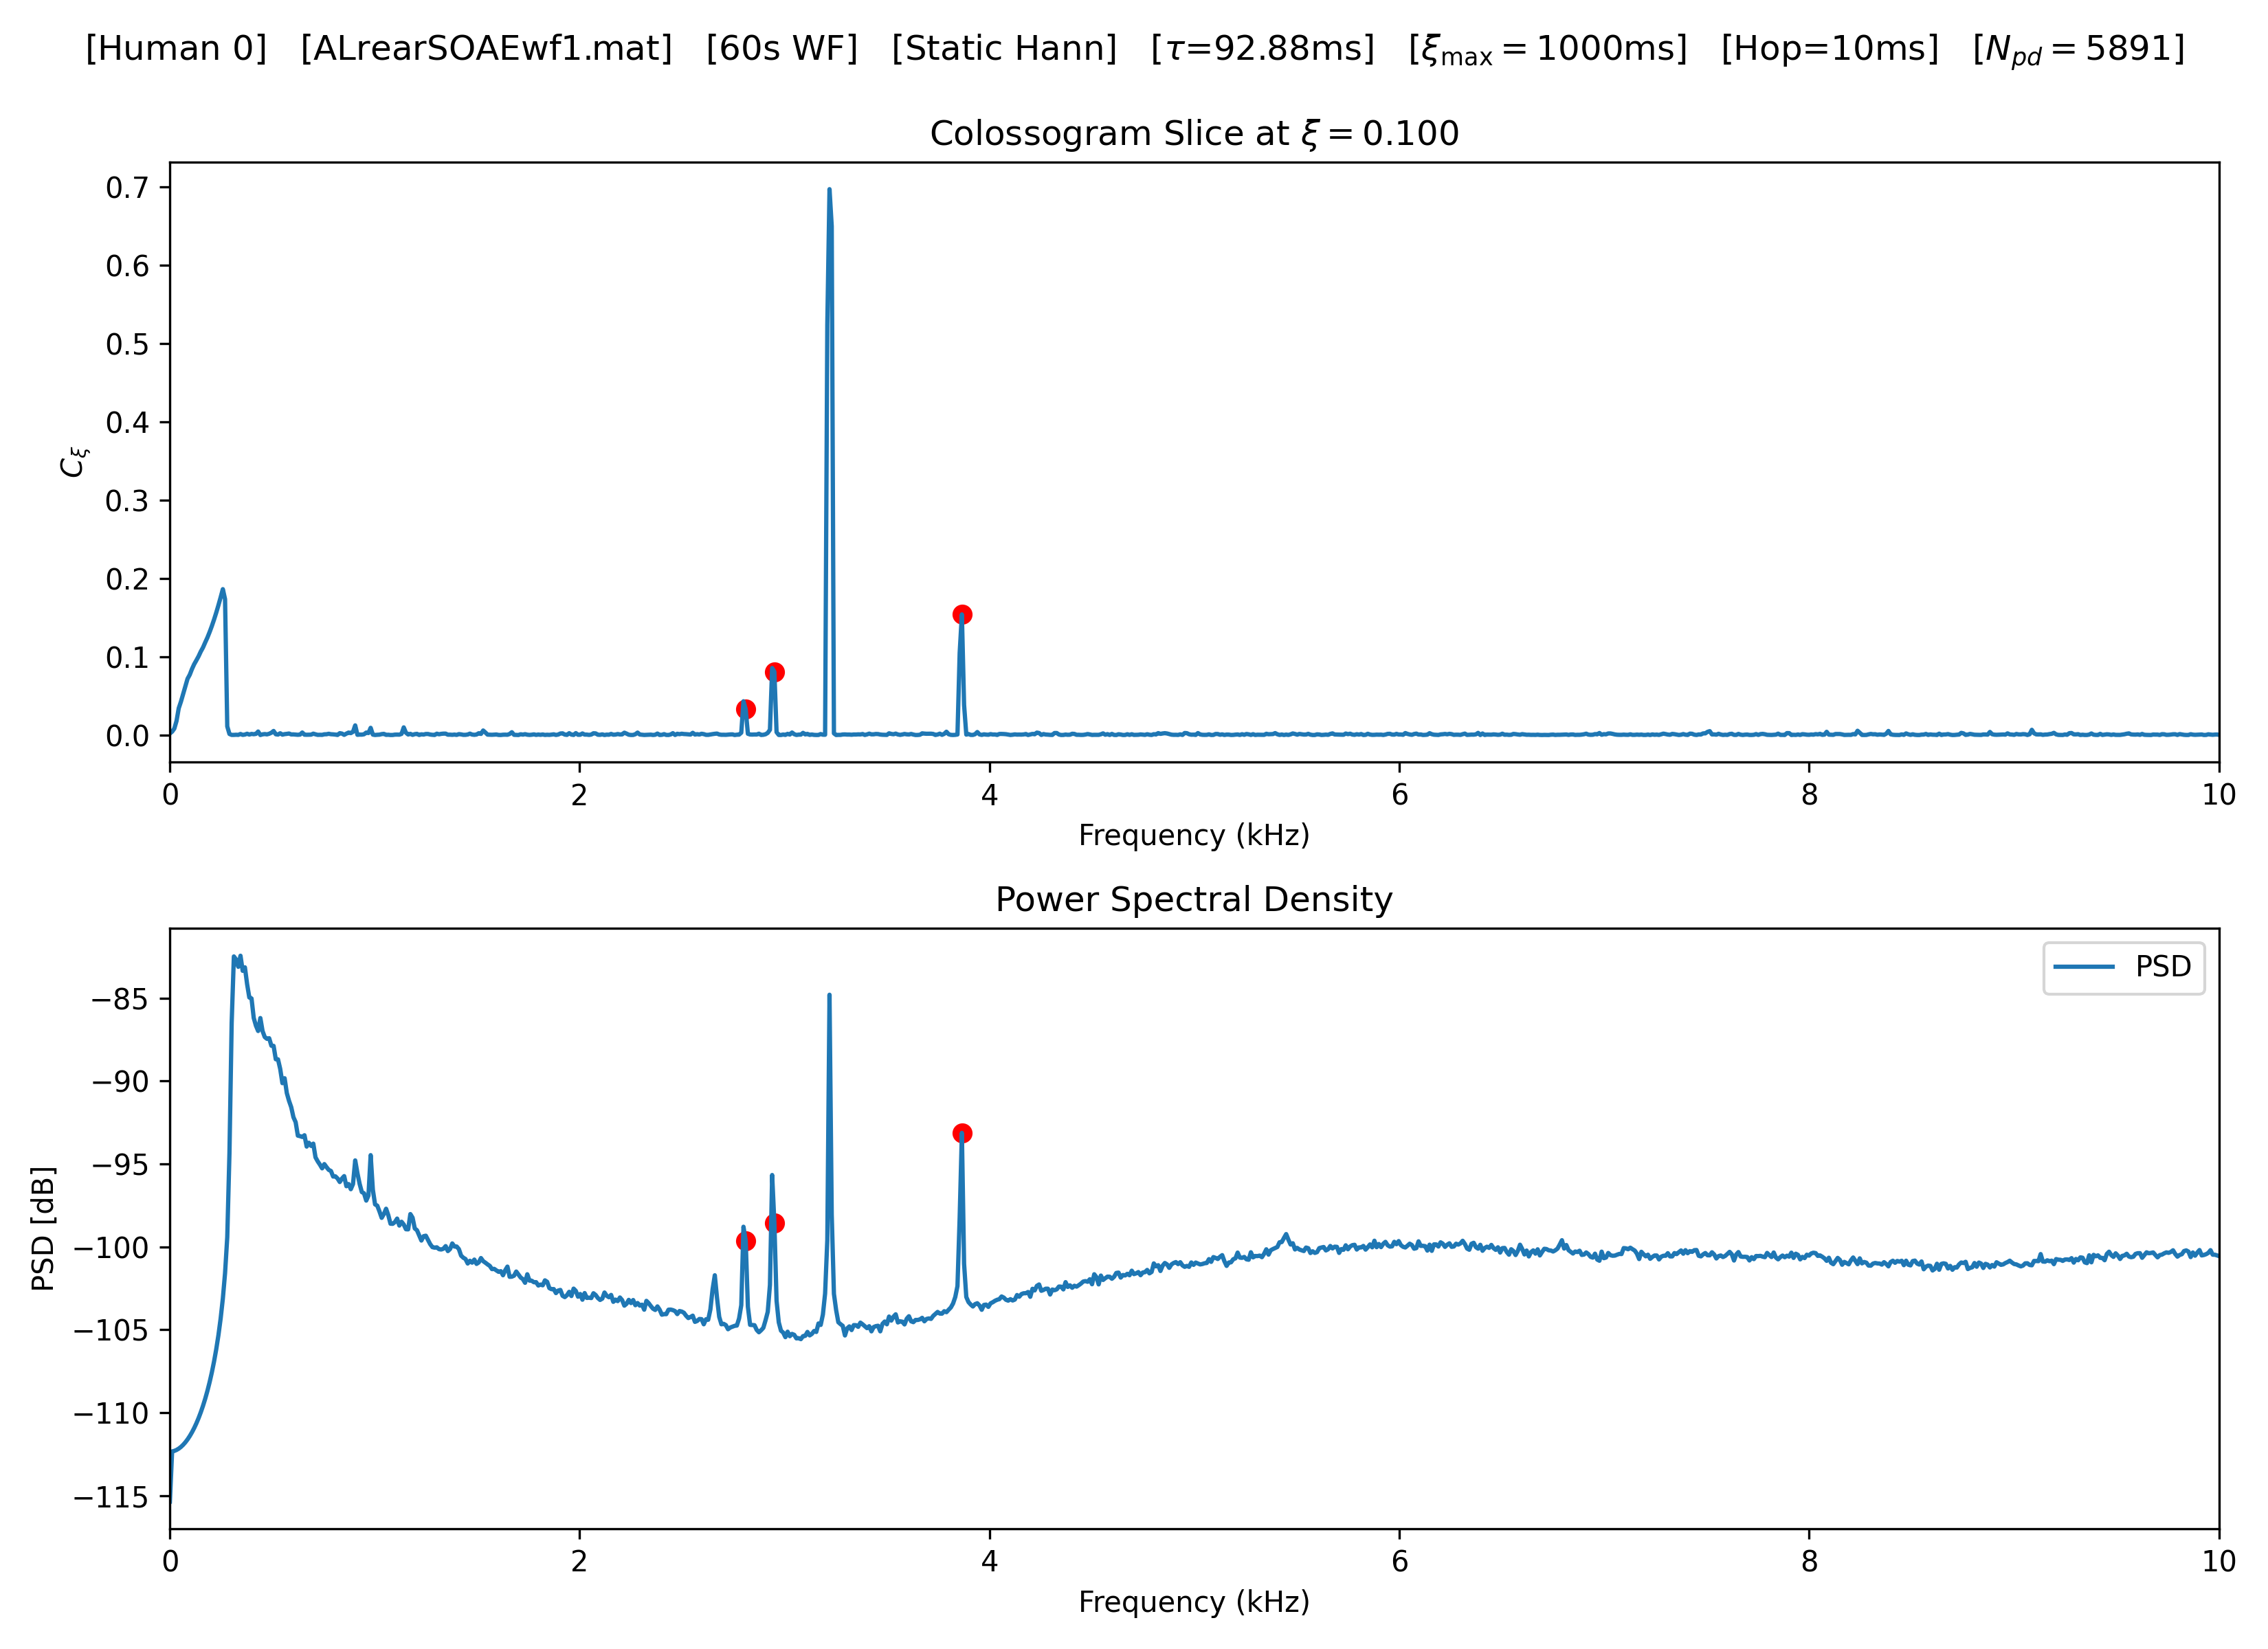 [Human 0] [ALrearSOAEwf1.mat] [60s WF] [Static Hann] [τ=92.88ms] [ξmax = 1000ms] [Hop=10ms] [Npd = 5891]
Colossogram Slice at ξ = 0.100
0.7
0.6
0.5
0.4
0.3
0.2
0.1
0.0
Cξ
0 2 4 6 8 10
Frequency (kHz)
Power Spectral Density
PSD
−85
−90
−95
−100
−105
−110
−115
PSD [dB]
0 2 4 6 8 10
Frequency (kHz)